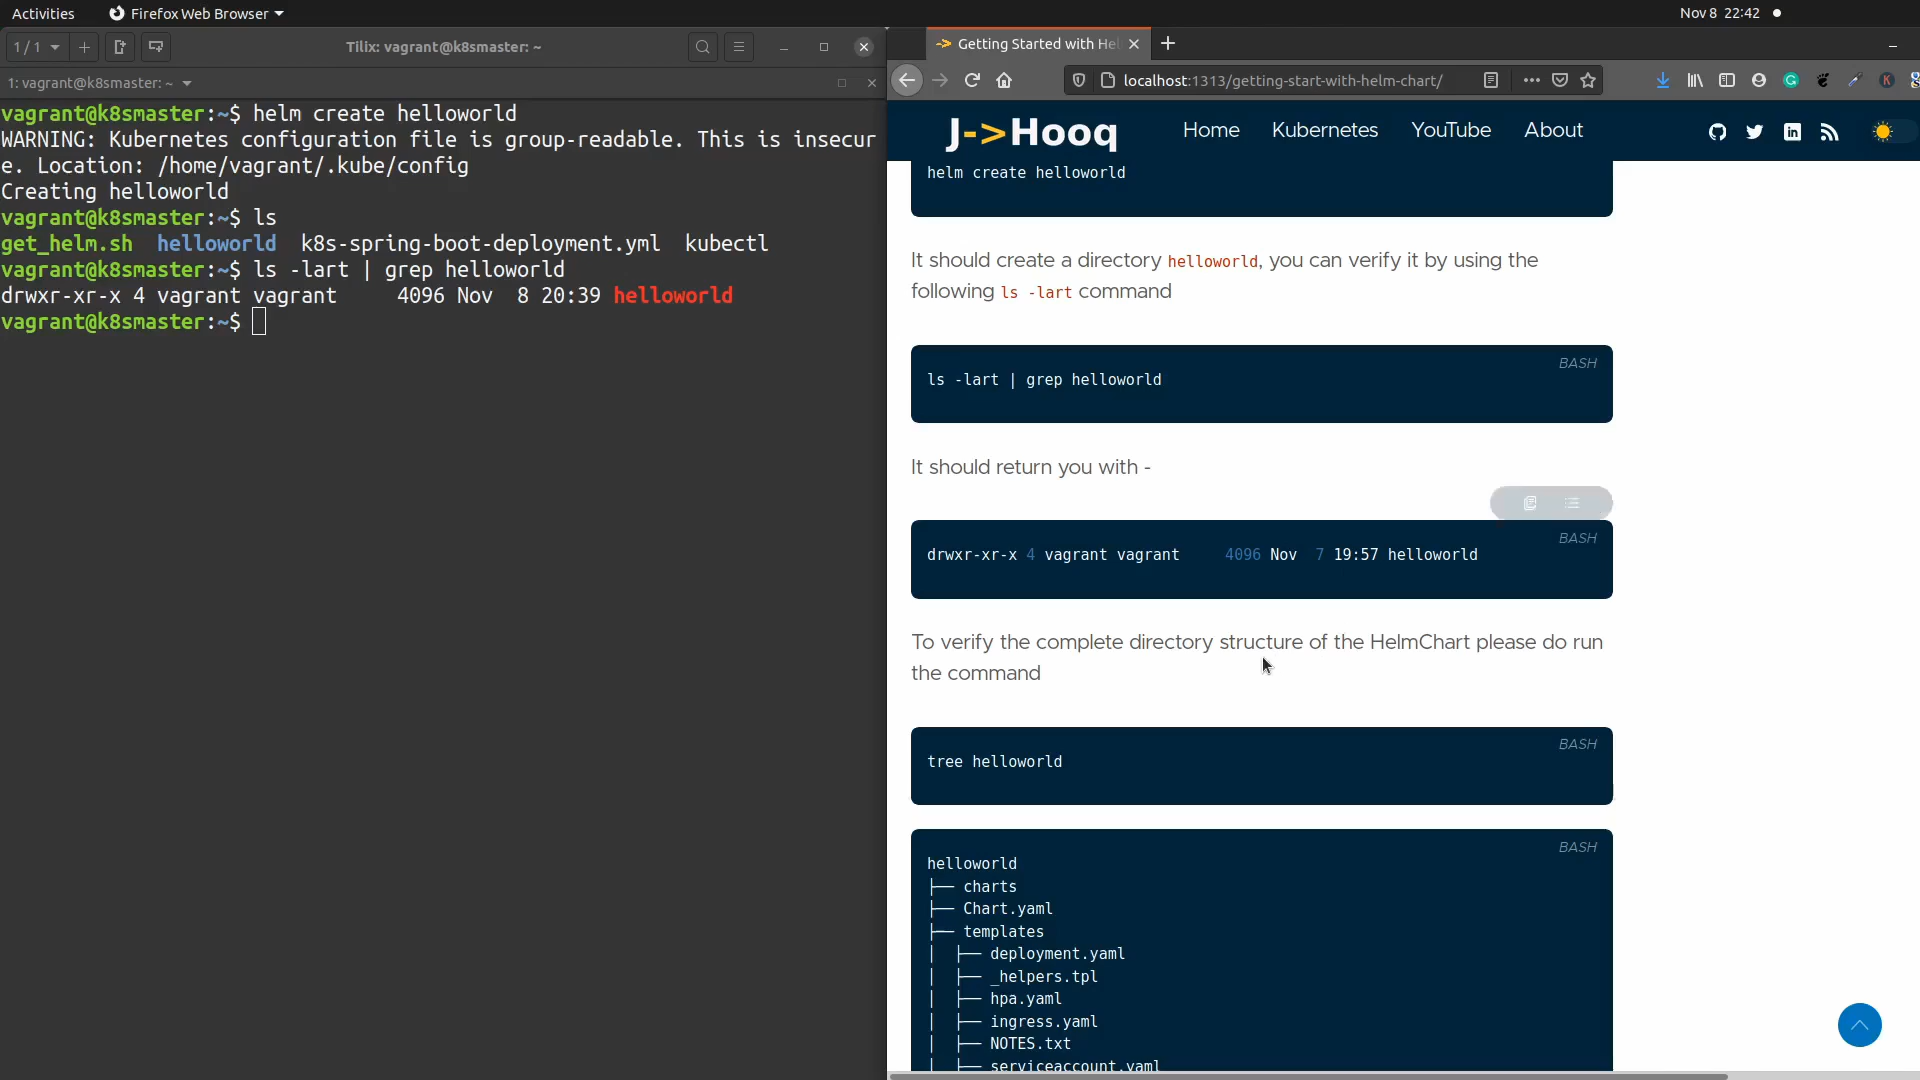 Activities Firefox Web Browser Nov 8 22:42
1 / 1 Tilix: vagrant@k8smaster: ~
1: vagrant@k8smaster: ~
vagrant@k8smaster:~$ helm create helloworld
WARNING: Kubernetes configuration file is group-readable. This is insecur
e. Location: /home/vagrant/.kube/config
Creating helloworld
vagrant@k8smaster:~$ ls
get_helm.sh helloworld k8s-spring-boot-deployment.yml kubectl
vagrant@k8smaster:~$ ls -lart | grep helloworld
drwxr-xr-x 4 vagrant vagrant 4096 Nov 8 20:39 helloworld
vagrant@k8smaster:~$
Getting Started with He
localhost:1313/getting-start-with-helm-chart/
J->Hooq Home Kubernetes YouTube About
helm create helloworld
It should create a directory helloworld, you can verify it by using the
following ls -lart command
BASH
ls -lart | grep helloworld
It should return you with -
BASH
drwxr-xr-x 4 vagrant vagrant 4096 Nov 7 19:57 helloworld
To verify the complete directory structure of the HelmChart please do run
the command
BASH
tree helloworld
BASH
helloworld
├── charts
├── Chart.yaml
├── templates
│   ├── deployment.yaml
│   ├── _helpers.tpl
│   ├── hpa.yaml
│   ├── ingress.yaml
│   ├── NOTES.txt
│   ├── serviceaccount.yaml